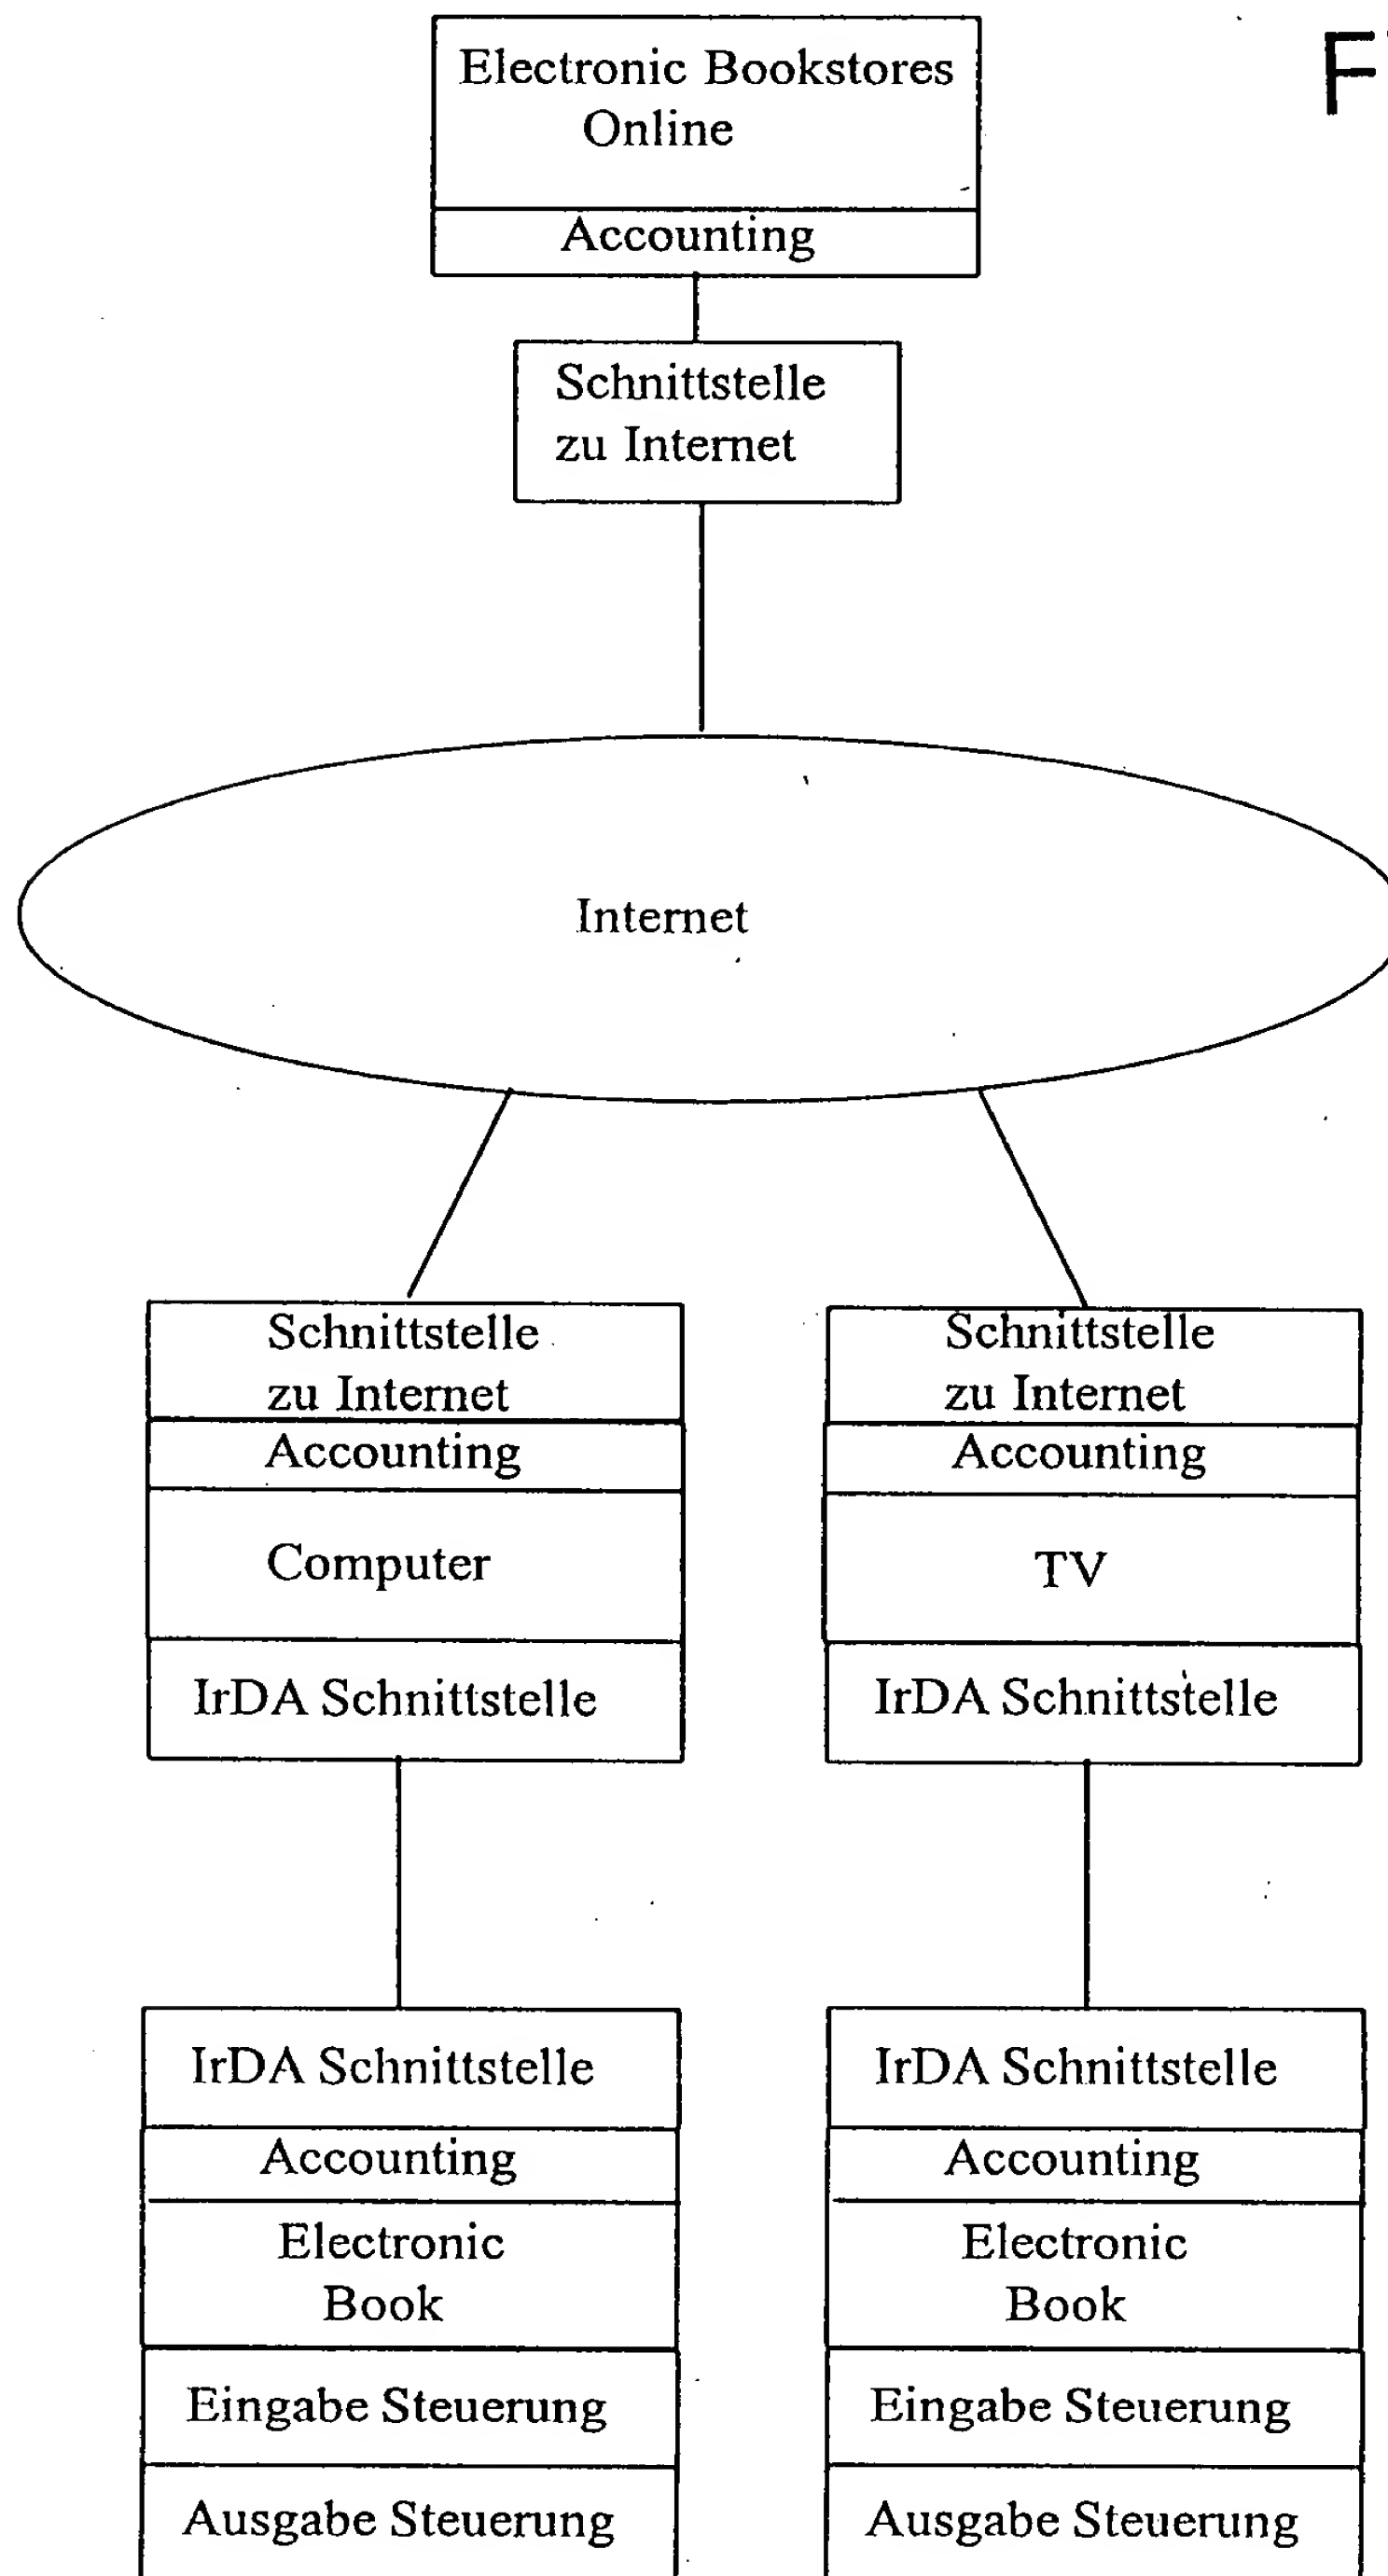 Electronic Bookstores
Online
Accounting
Schnittstelle
zu Internet
Internet
Schnittstelle
zu Internet
Accounting
Computer
IrDA Schnittstelle
Schnittstelle
zu Internet
Accounting
TV
IrDA Schnittstelle
IrDA Schnittstelle
Accounting
Electronic
Book
Eingabe Steuerung
Ausgabe Steuerung
IrDA Schnittstelle
Accounting
Electronic
Book
Eingabe Steuerung
Ausgabe Steuerung